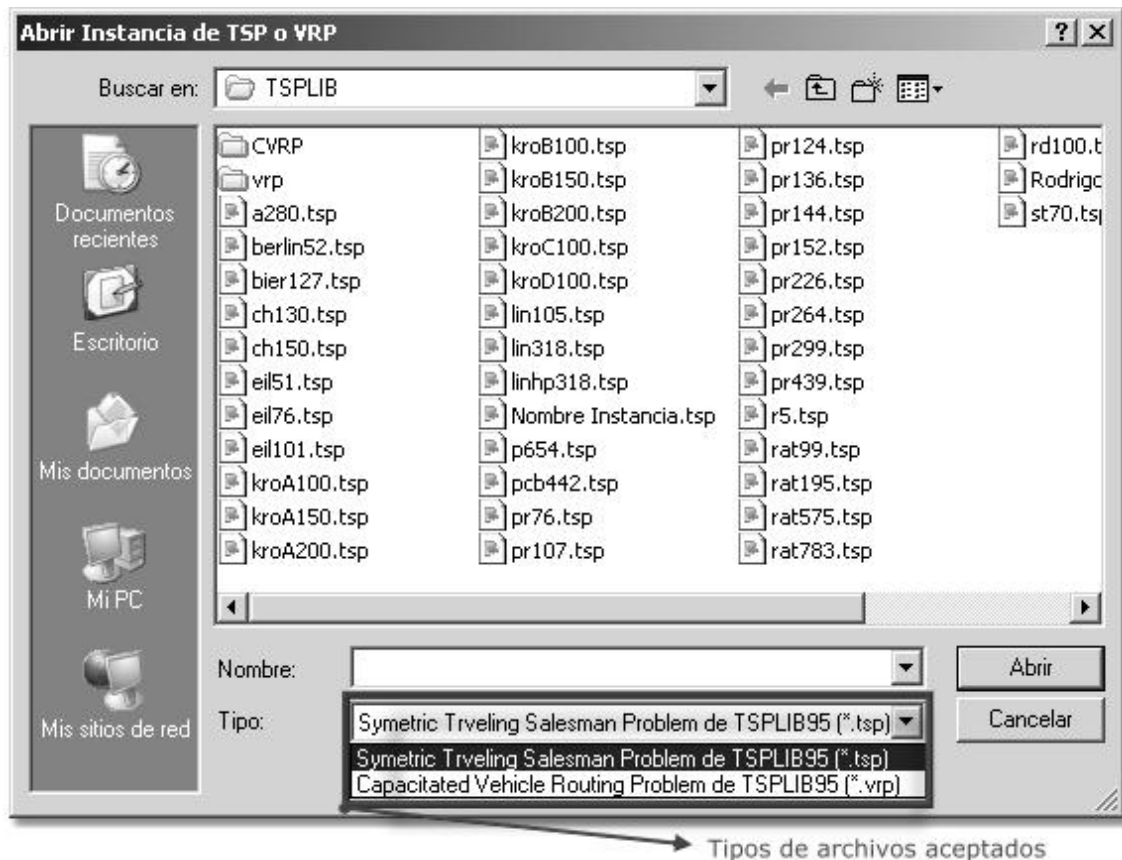 Abrir Instancia de TSP o VRP
Buscar en:
TSPLIB
Documentos
recientes
Escritorio
Mis documentos
Mi PC
Mis sitios de red
CVRP
vrp
a280.tsp
berlin52.tsp
bier127.tsp
ch130.tsp
ch150.tsp
eil51.tsp
eil76.tsp
eil101.tsp
kroA100.tsp
kroA150.tsp
kroA200.tsp
kroB100.tsp
kroB150.tsp
kroB200.tsp
kroC100.tsp
kroD100.tsp
lin105.tsp
lin318.tsp
linhp318.tsp
Nombre Instancia.tsp
p654.tsp
pcb442.tsp
pr76.tsp
pr107.tsp
pr124.tsp
pr136.tsp
pr144.tsp
pr152.tsp
pr226.tsp
pr264.tsp
pr299.tsp
pr439.tsp
r5.tsp
rat99.tsp
rat195.tsp
rat575.tsp
rat783.tsp
rd100.t
Rodrigo
st70.tsp
Nombre:
Abrir
Tipo:
Symetric Trveling Salesman Problem de TSPLIB95 (*.tsp)
Cancelar
Symetric Trveling Salesman Problem de TSPLIB95 (*.tsp)
Capacitated Vehicle Routing Problem de TSPLIB95 (*.vrp)
Tipos de archivos aceptados